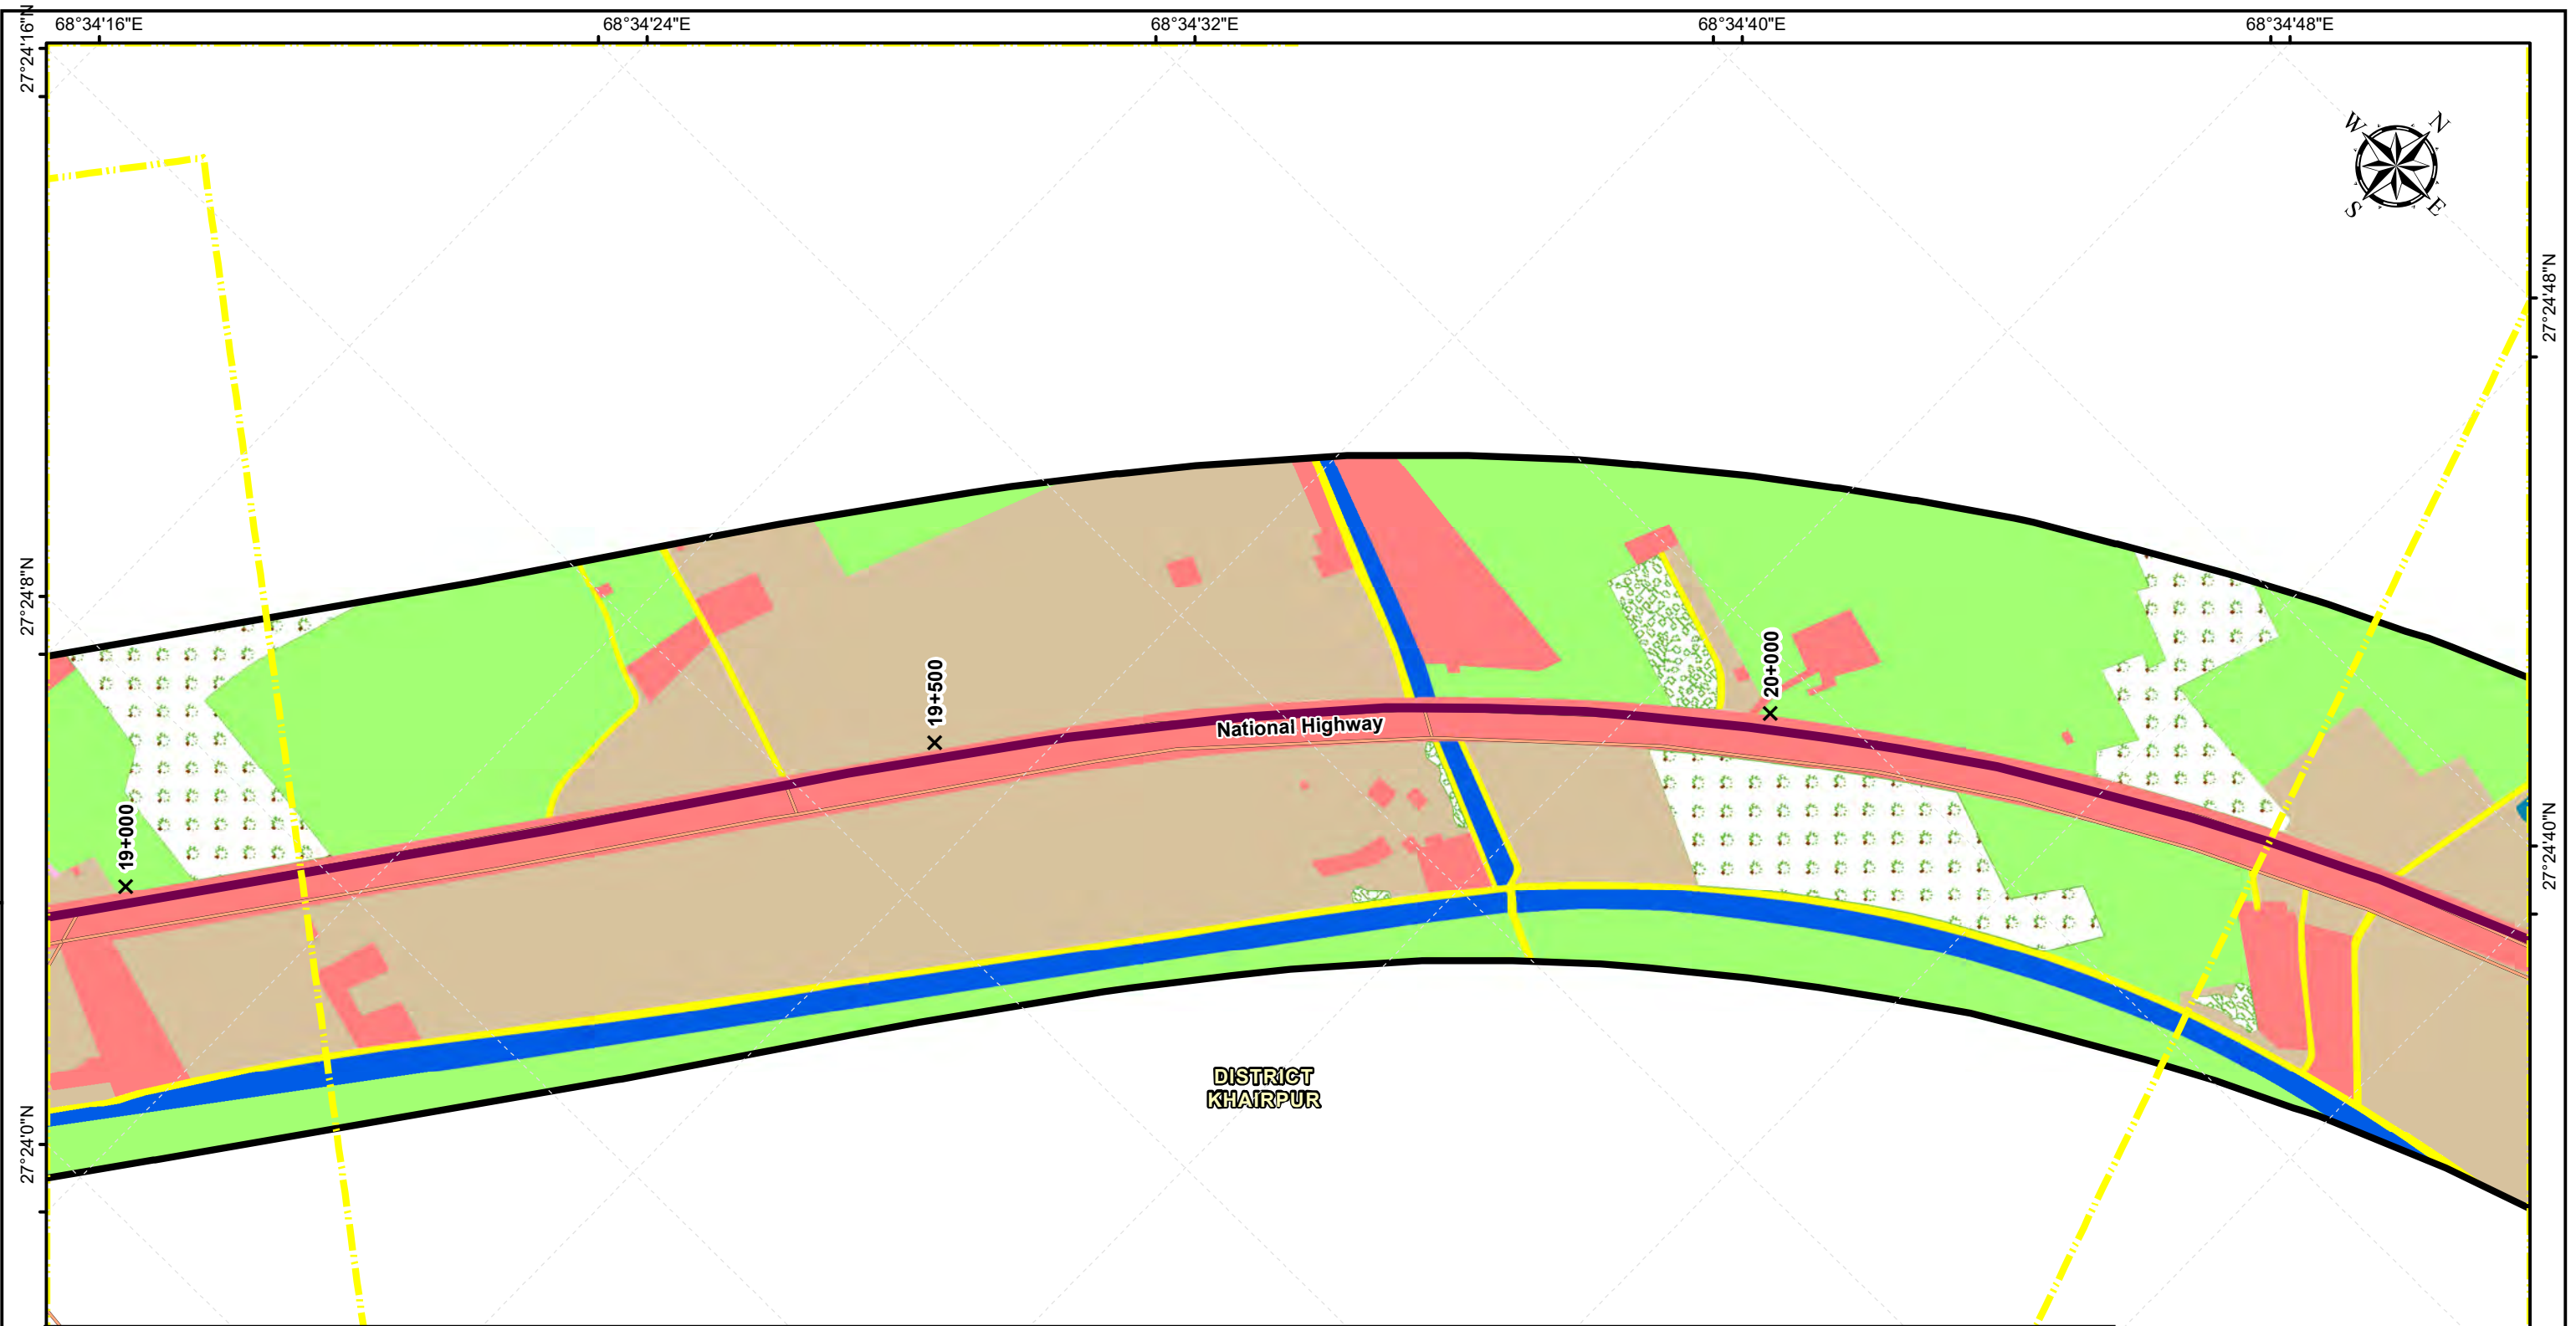 68°34'16"E
68°34'24"E
68°34'32"E
68°34'40"E
68°34'48"E
27°24'16"N
W
N
S
E
27°24'48"N
27°24'8"N
20+000
19+500
National Highway
19+000
27°24'40"N
DISTRICT
KHAIRPUR
27°24'0"N